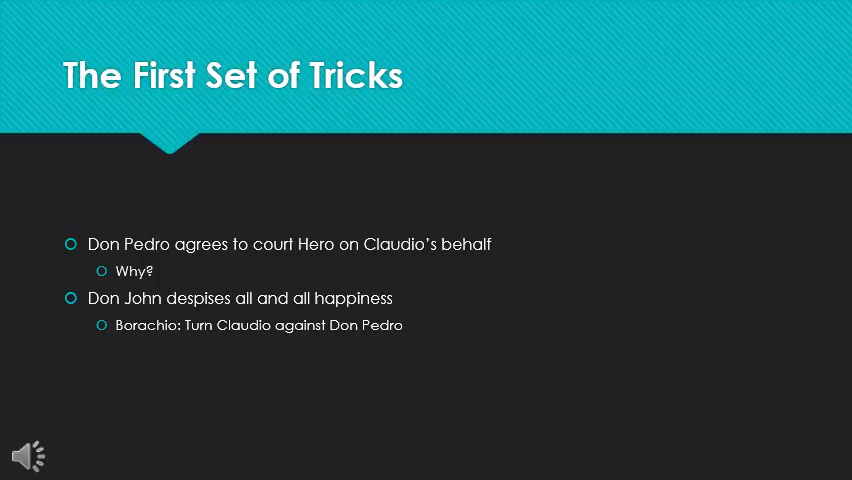 The First Set of Tricks
Don Pedro agrees to court Hero on Claudio's behalf
Why?
Don John despises all and all happiness
Borachio: Turn Claudio against Don Pedro